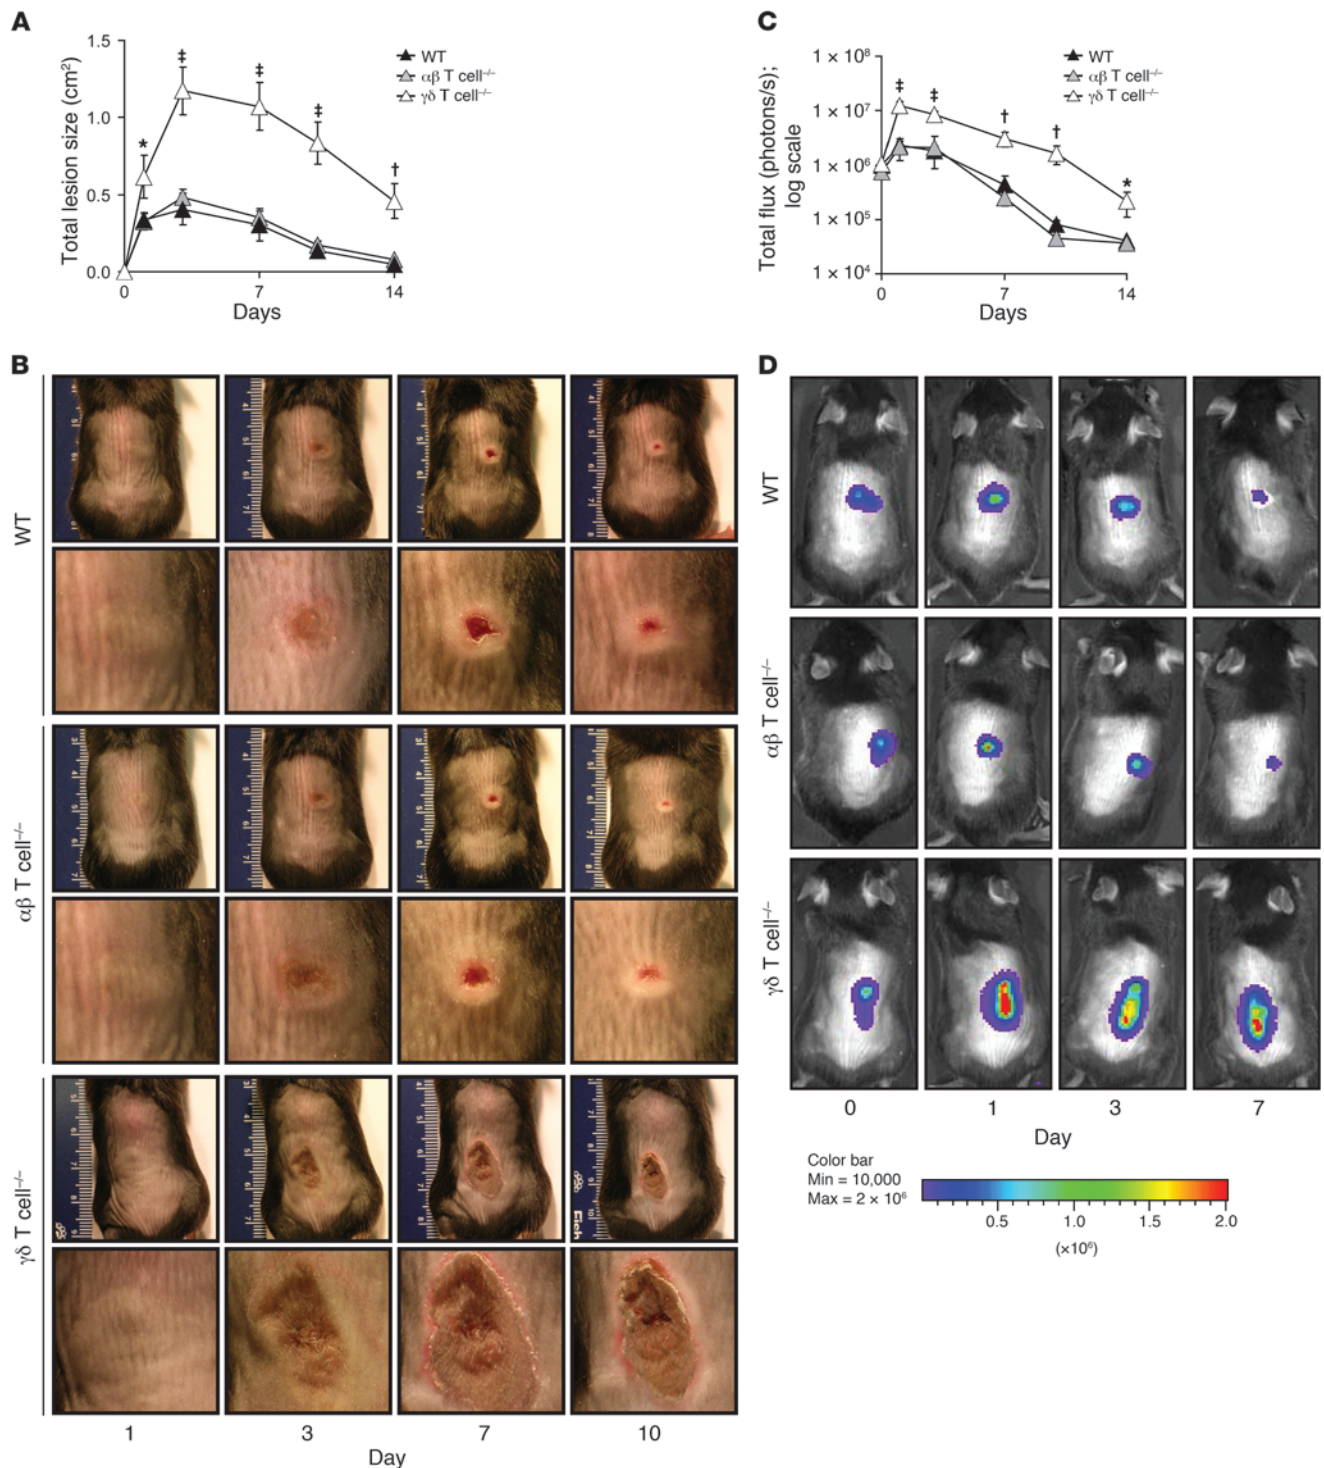 A
1.5
1.0
0.5
0.0
Total lesion size (cm²)
0
7
14
Days
WT
αβ T cell–/–
γδ T cell–/–
*
‡
‡
‡
†
C
1 × 10⁸
1 × 10⁷
1 × 10⁶
1 × 10⁵
1 × 10⁴
Total flux (photons/s);
log scale
0
7
14
Days
WT
αβ T cell–/–
γδ T cell–/–
‡
‡
†
†
*
B
WT
αβ T cell–/–
γδ T cell–/–
1
3
7
10
Day
D
WT
αβ T cell–/–
γδ T cell–/–
0
1
3
7
Day
Color bar
Min = 10,000
Max = 2 × 10⁶
0.5
1.0
1.5
2.0
(×10⁶)